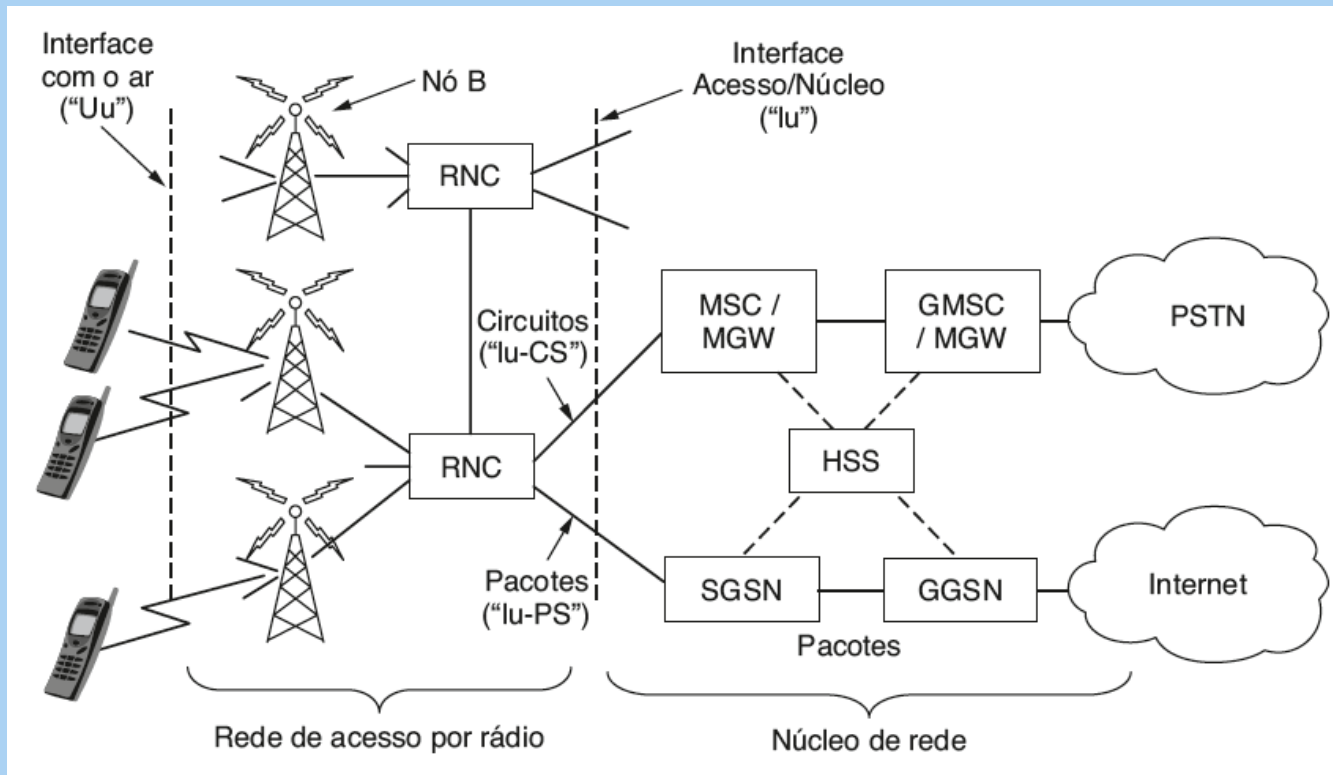 Interface
com o ar
(“Uu”)
Nó B
Interface
Acesso/Núcleo
(“Iu”)
RNC
MSC /
MGW
GMSC
/ MGW
PSTN
Circuitos
(“Iu-CS”)
RNC
HSS
Pacotes
(“Iu-PS”)
SGSN
GGSN
Internet
Pacotes
Rede de acesso por rádio
Núcleo de rede